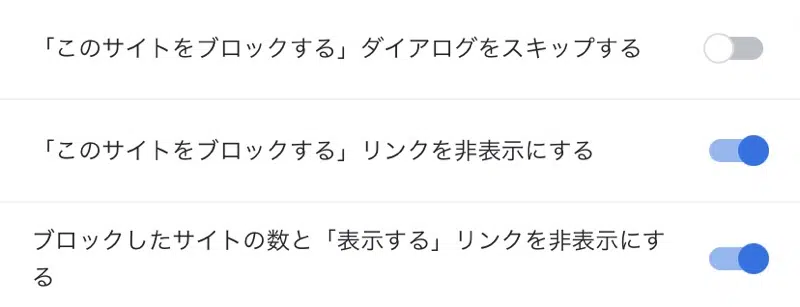 「このサイトをブロックする」ダイアログをスキップする
「このサイトをブロックする」リンクを非表示にする
ブロックしたサイトの数と「表示する」リンクを非表示にす
る